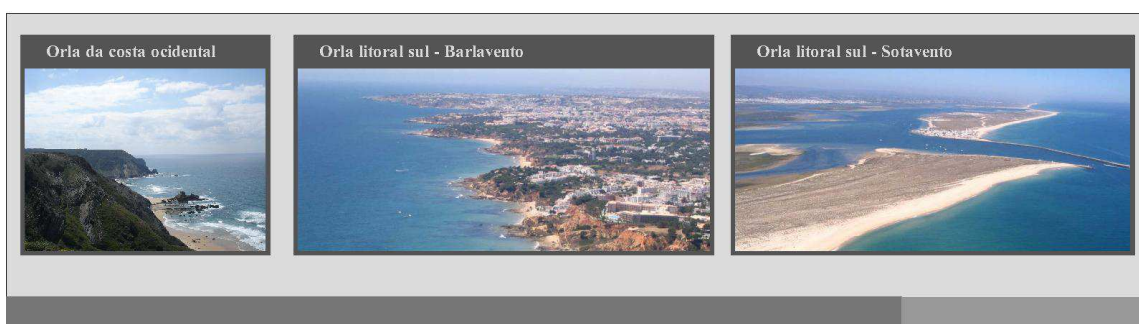 Orla da costa ocidental
Orla litoral sul - Barlavento
Orla litoral sul - Sotavento